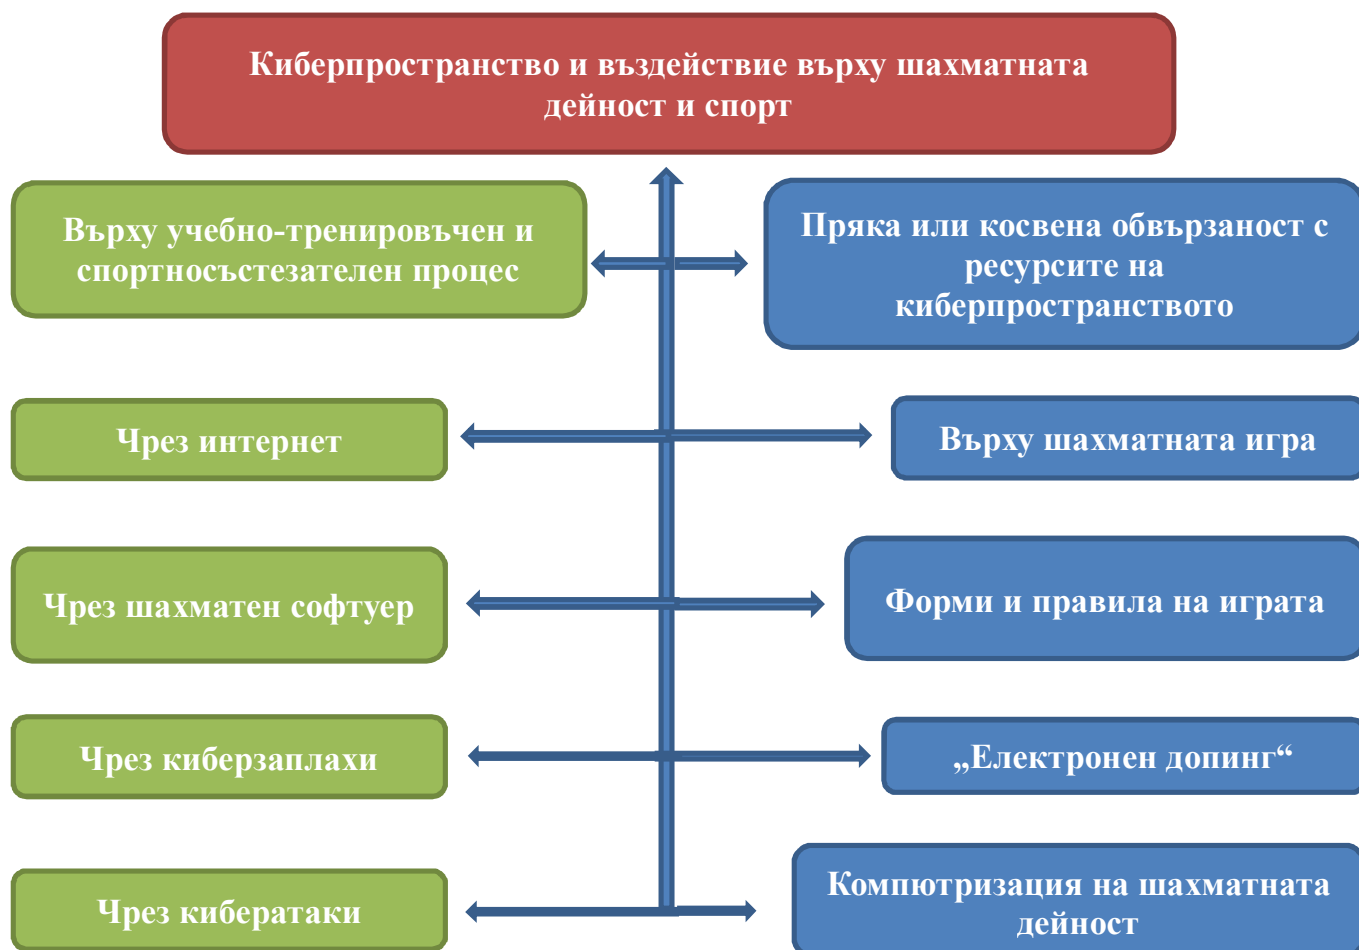 Киберпространство и въздействие върху шахматната
дейност и спорт
Върху учебно-тренировъчен и
спортносъстезателен процес
Пряка или косвена обвързаност с
ресурсите на
киберпространството
Чрез интернет
Върху шахматната игра
Чрез шахматен софтуер
Форми и правила на играта
Чрез киберзаплахи
„Електронен допинг“
Чрез кибератаки
Компютризация на шахматната
дейност